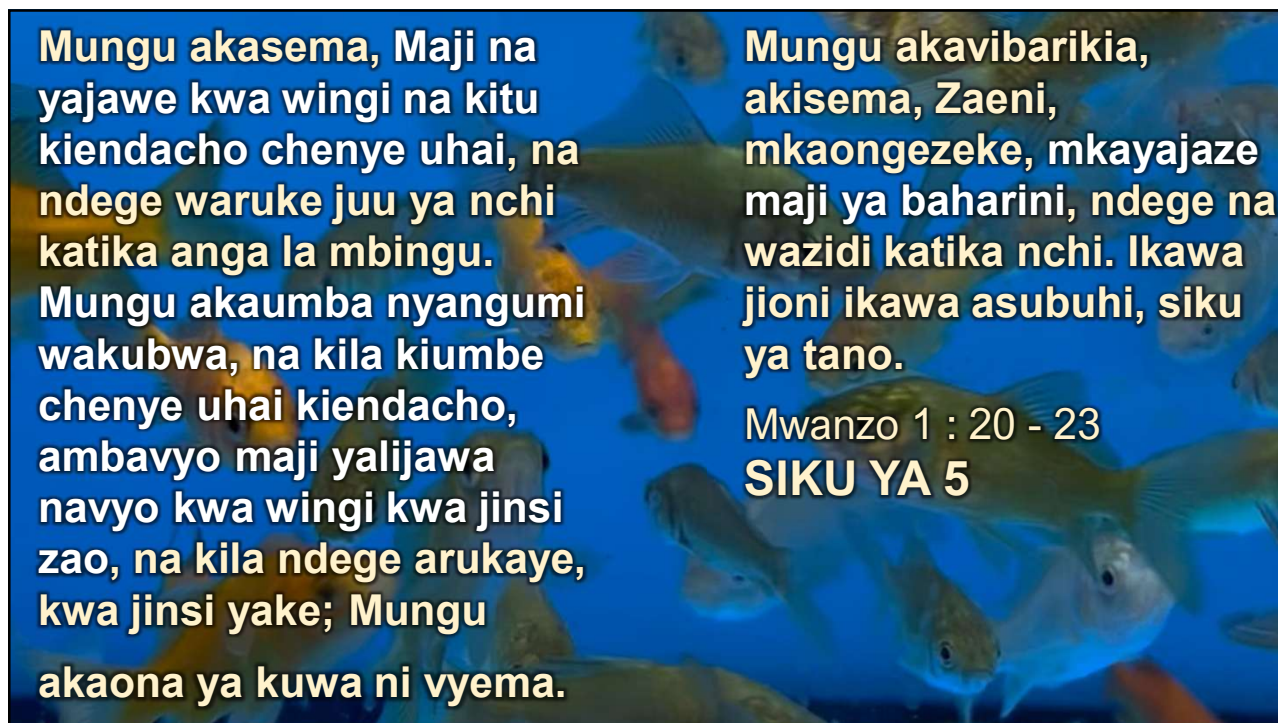 Mungu akasema, Maji na
yajawe kwa wingi na kitu
kiendacho chenye uhai, na
ndege waruke juu ya nchi
katika anga la mbingu.
Mungu akaumba nyangumi
wakubwa, na kila kiumbe
chenye uhai kiendacho,
ambavyo maji yalijawa
navyo kwa wingi kwa jinsi
zao, na kila ndege arukaye,
kwa jinsi yake; Mungu
akaona ya kuwa ni vyema.
Mungu akavibarikia,
akisema, Zaeni,
mkaongezeke, mkayajaze
maji ya baharini, ndege na
wazidi katika nchi. Ikawa
jioni ikawa asubuhi, siku
ya tano.
Mwanzo 1 : 20 - 23
SIKU YA 5